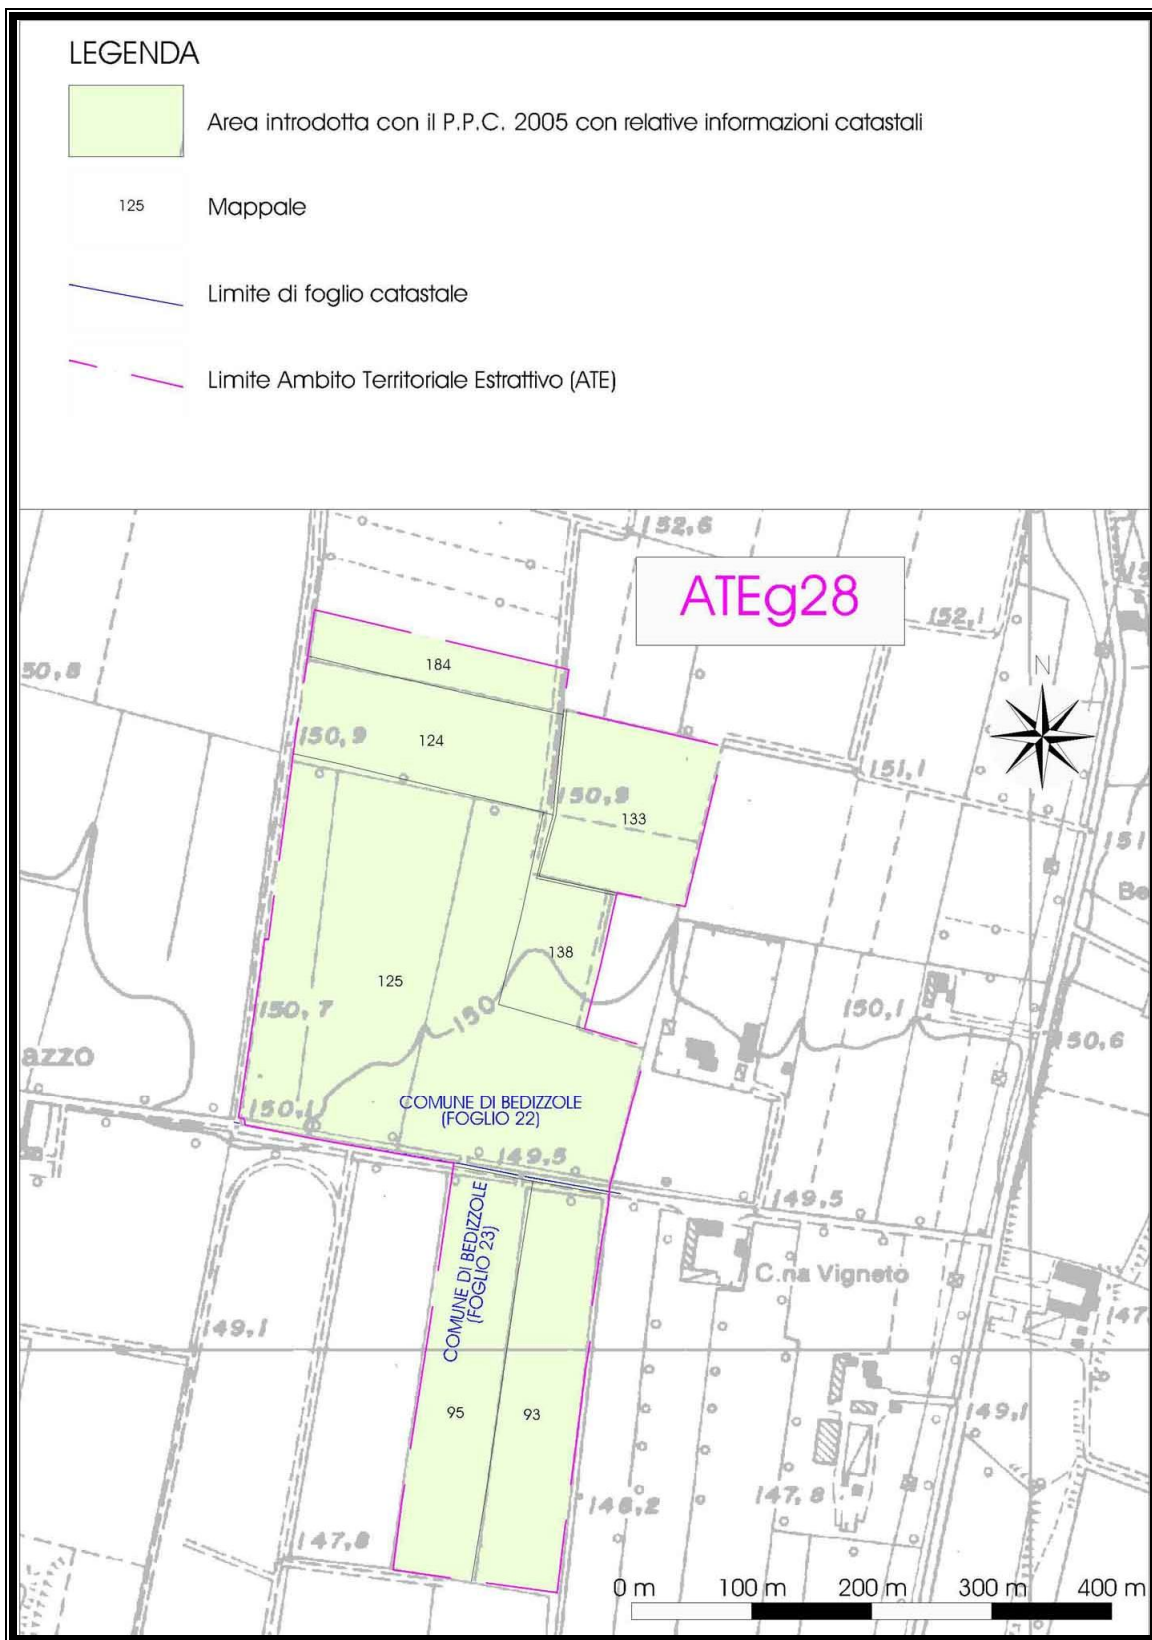 LEGENDA
Area introdotta con il P.P.C. 2005 con relative informazioni catastali
125
Mappale
Limite di foglio catastale
Limite Ambito Territoriale Estrattivo (ATE)
152,6
ATEg28
152,1
184
50,8
N
150,9
124
151,1
133
151
138
125
150,7
150
150,1
50,6
azzo
150,1
COMUNE DI BEDIZZOLE
(FOGLIO 22)
149,5
149,5
COMUNE DI BEDIZZOLE
(FOGLIO 23)
C.na Vigneto
147
149,1
95
93
149,1
147,8
148,2
147,8
0 m
100 m
200 m
300 m
400 m